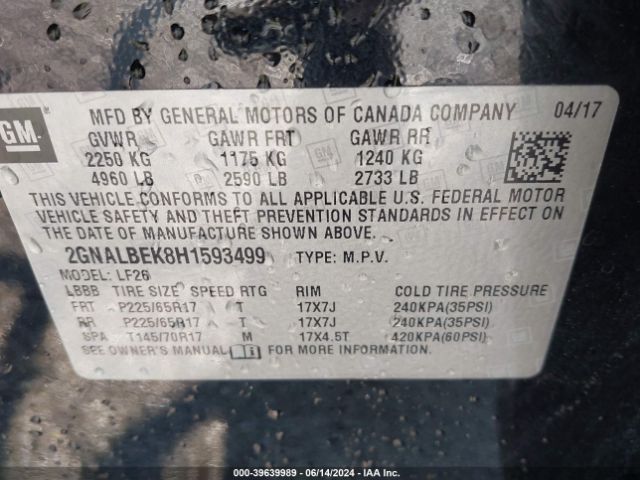 GM
MFD BY GENERAL MOTORS OF CANADA COMPANY 04/17
GVWR GAWR FRT GAWR RR
2250 KG 1175 KG 1240 KG
4960 LB 2590 LB 2733 LB
THIS VEHICLE CONFORMS TO ALL APPLICABLE U.S. FEDERAL MOTOR
VEHICLE SAFETY AND THEFT PREVENTION STANDARDS IN EFFECT ON
THE DATE OF MANUFACTURE SHOWN ABOVE.
2GNALBEK8H1593499 TYPE: M.P.V.
MODEL: LF26
LBBB TIRE SIZE SPEED RTG RIM COLD TIRE PRESSURE
FRT P225/65R17 T 17X7J 240KPA(35PSI)
RR P225/65R17 T 17X7J 240KPA(35PSI)
SPA T145/70R17 M 17X4.5T 420KPA(60PSI)
SEE OWNER'S MANUAL FOR MORE INFORMATION.
000-39639989 - 06/14/2024 - IAA Inc.